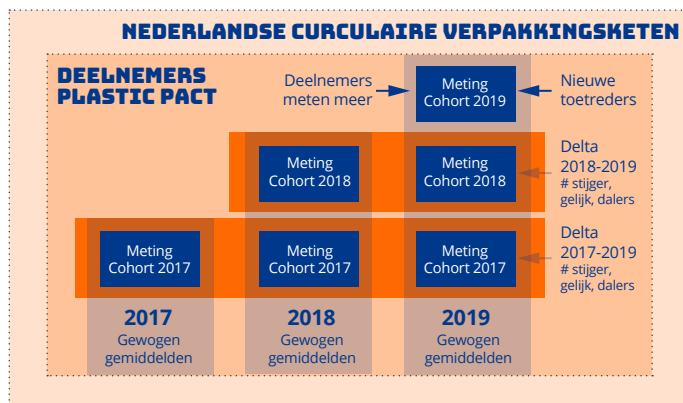 NEDERLANDSE CURCULAIRE VERPAKKINGSKETEN
DEELNEMERS
PLASTIC PACT
Deelnemers
meten meer
Meting
Cohort 2019
Nieuwe
toetreders
Meting
Cohort 2018
Meting
Cohort 2018
Delta
2018-2019
# stijger,
gelijk, dalers
Meting
Cohort 2017
Meting
Cohort 2017
Meting
Cohort 2017
Delta
2017-2019
# stijger,
gelijk, dalers
2017
Gewogen
gemiddelden
2018
Gewogen
gemiddelden
2019
Gewogen
gemiddelden